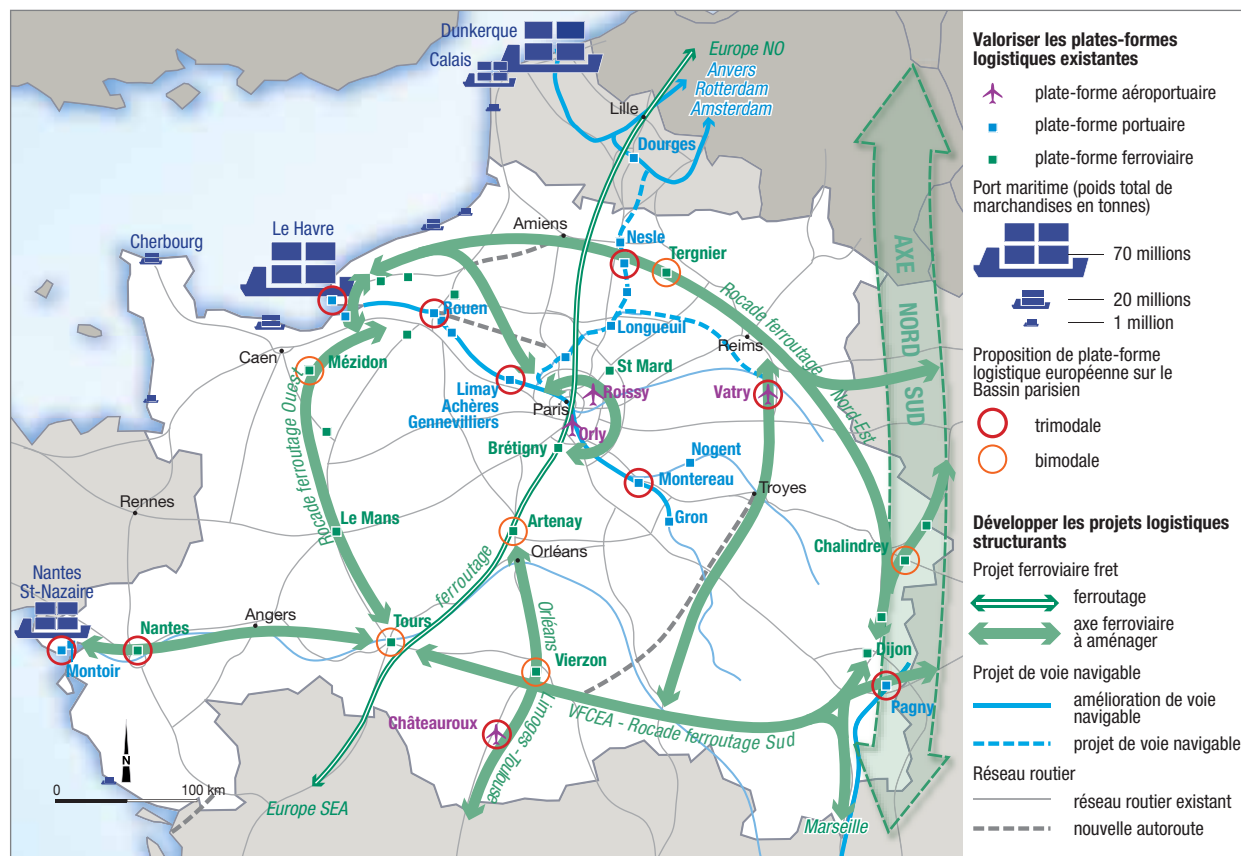 Dunkerque
Calais
Europe NO
Anvers
Rotterdam
Amsterdam
Lille
Dourges
Cherbourg
Le Havre
Amiens
Nesle
Tergnier
Rouen
Longueuil
Rocade ferroutage
Nord-Est
Reims
Caen
Mézidon
St Mard
Limay
Achères
Gennevilliers
Paris
Roissy
Vatry
Orly
Brétigny
Nogent
Montereau
Troyes
Gron
Rocade ferroutage Ouest
Rennes
Le Mans
Artenay
Orléans
ferroutage
Chalindrey
Nantes
St-Nazaire
Angers
Nantes
Tours
Montoir
Orléans
Vierzon
Dijon
Pagny
Châteauroux
Limoges - Toulouse
VFCEA - Rocade ferroutage Sud
Marseille
Europe SEA
AXE NORD SUD
N
0 100 km
Valoriser les plates-formes
logistiques existantes
plate-forme aéroportuaire
plate-forme portuaire
plate-forme ferroviaire
Port maritime (poids total de
marchandises en tonnes)
70 millions
20 millions
1 million
Proposition de plate-forme
logistique européenne sur le
Bassin parisien
trimodale
bimodale
Développer les projets logistiques
structurants
Projet ferroviaire fret
ferroutage
axe ferroviaire
à aménager
Projet de voie navigable
amélioration de voie
navigable
projet de voie navigable
Réseau routier
réseau routier existant
nouvelle autoroute